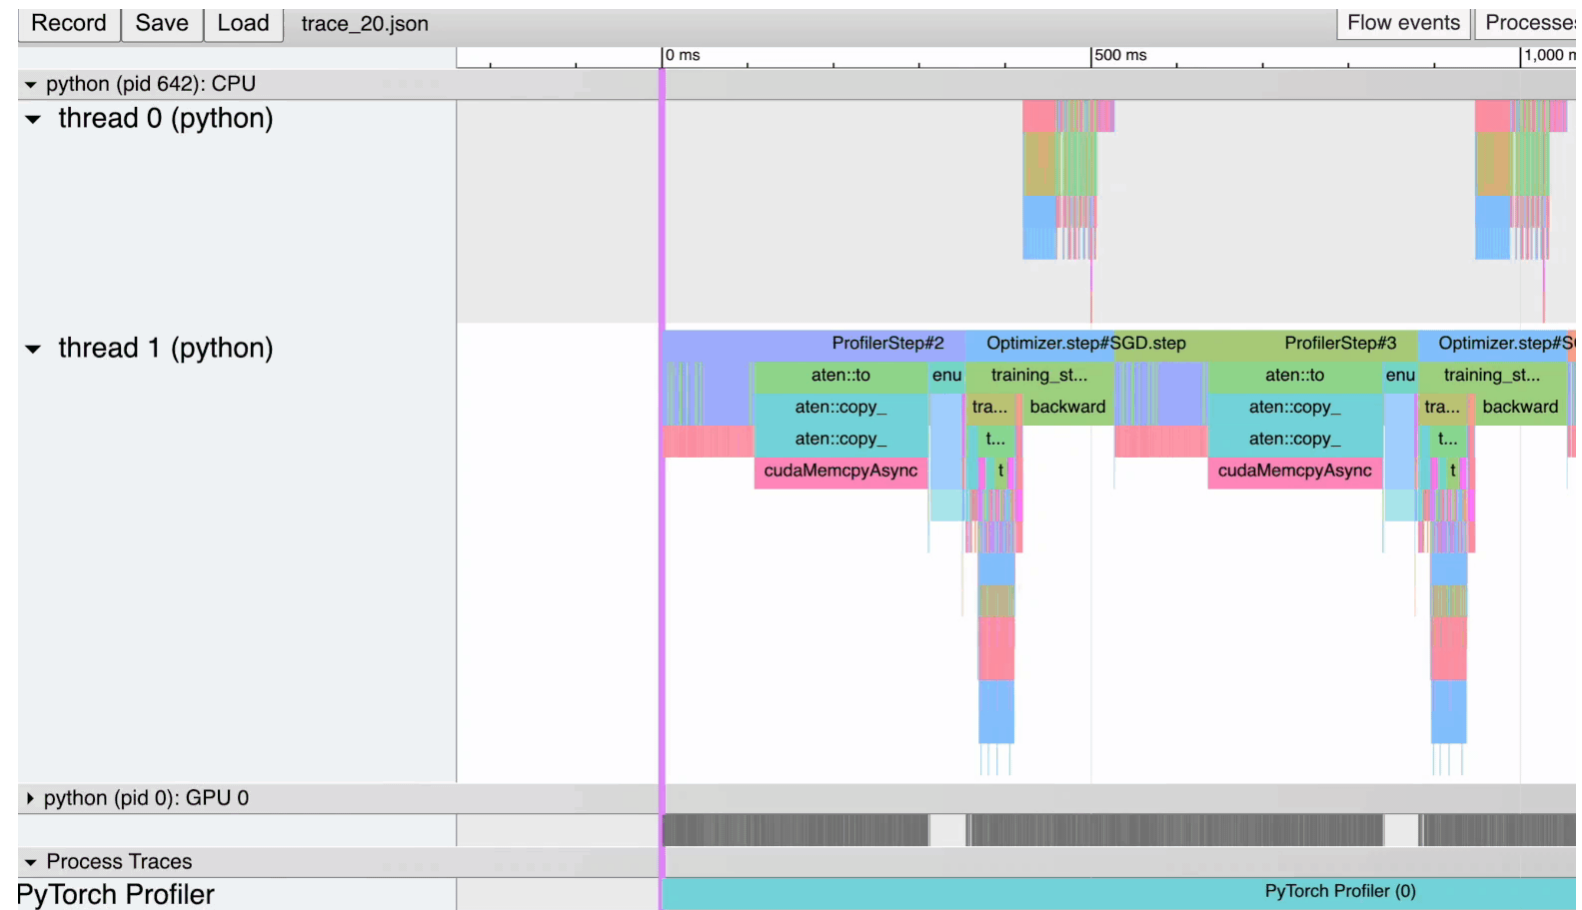 Record Save Load trace_20.json Flow events Processes
0 ms 500 ms 1,000 m
python (pid 642): CPU
thread 0 (python)
thread 1 (python)
ProfilerStep#2 Optimizer.step#SGD.step ProfilerStep#3 Optimizer.step#S
aten::to enu training_st... aten::to enu training_st...
aten::copy_ tra... backward aten::copy_ tra... backward
aten::copy_ t... aten::copy_ t...
cudaMemcpyAsync t cudaMemcpyAsync t
python (pid 0): GPU 0
Process Traces
PyTorch Profiler PyTorch Profiler (0)